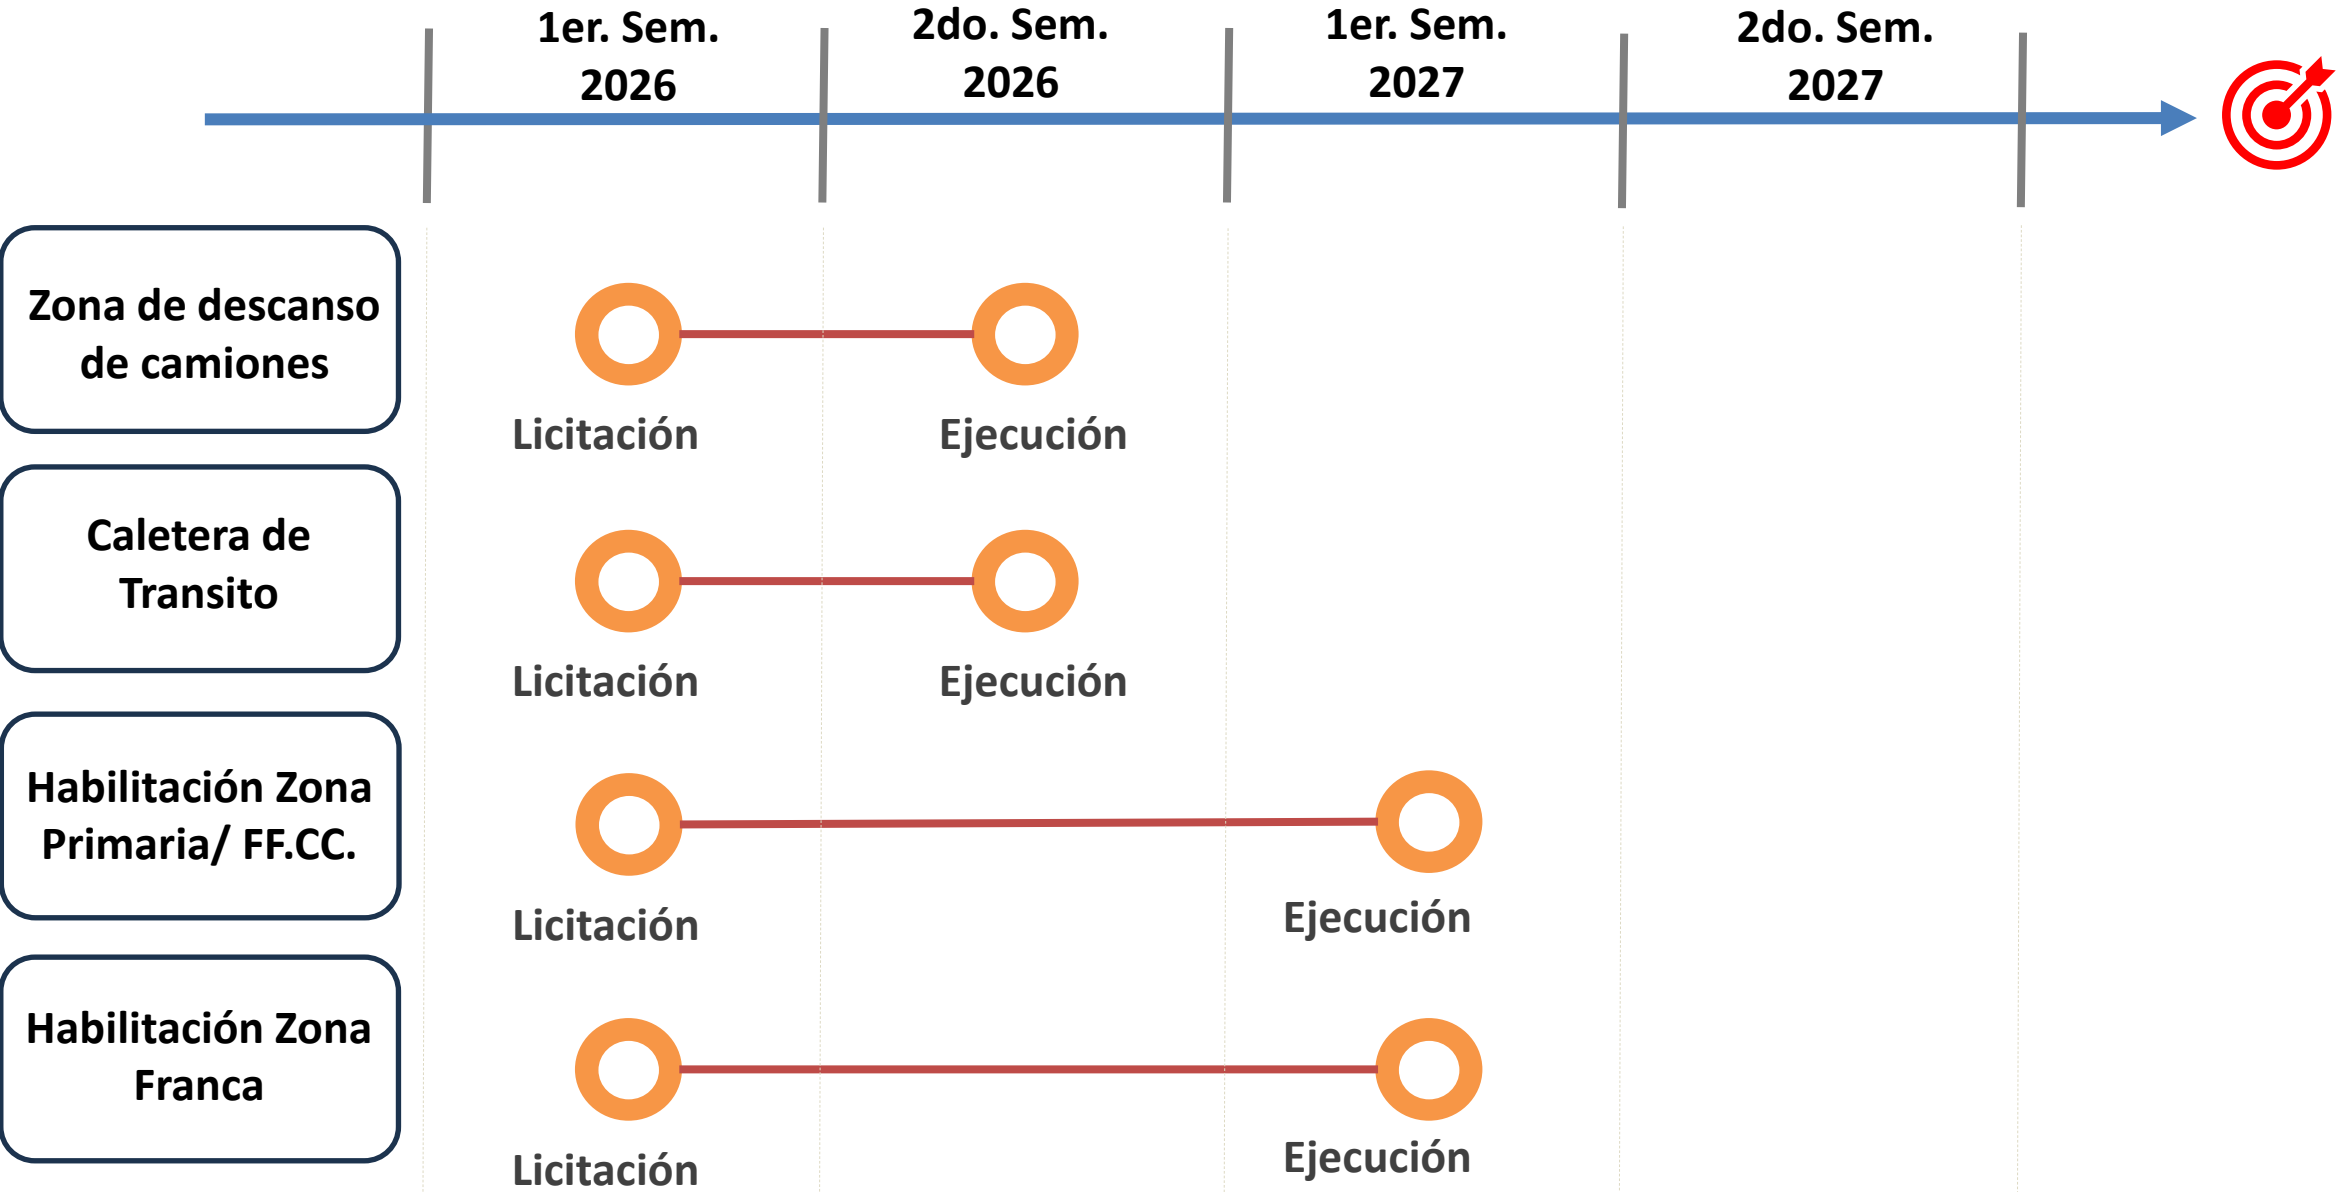 1er. Sem.
2026
2do. Sem.
2026
1er. Sem.
2027
2do. Sem.
2027
Zona de descanso
de camiones
Licitación
Ejecución
Caletera de
Transito
Licitación
Ejecución
Habilitación Zona
Primaria/ FF.CC.
Licitación
Ejecución
Habilitación Zona
Franca
Licitación
Ejecución